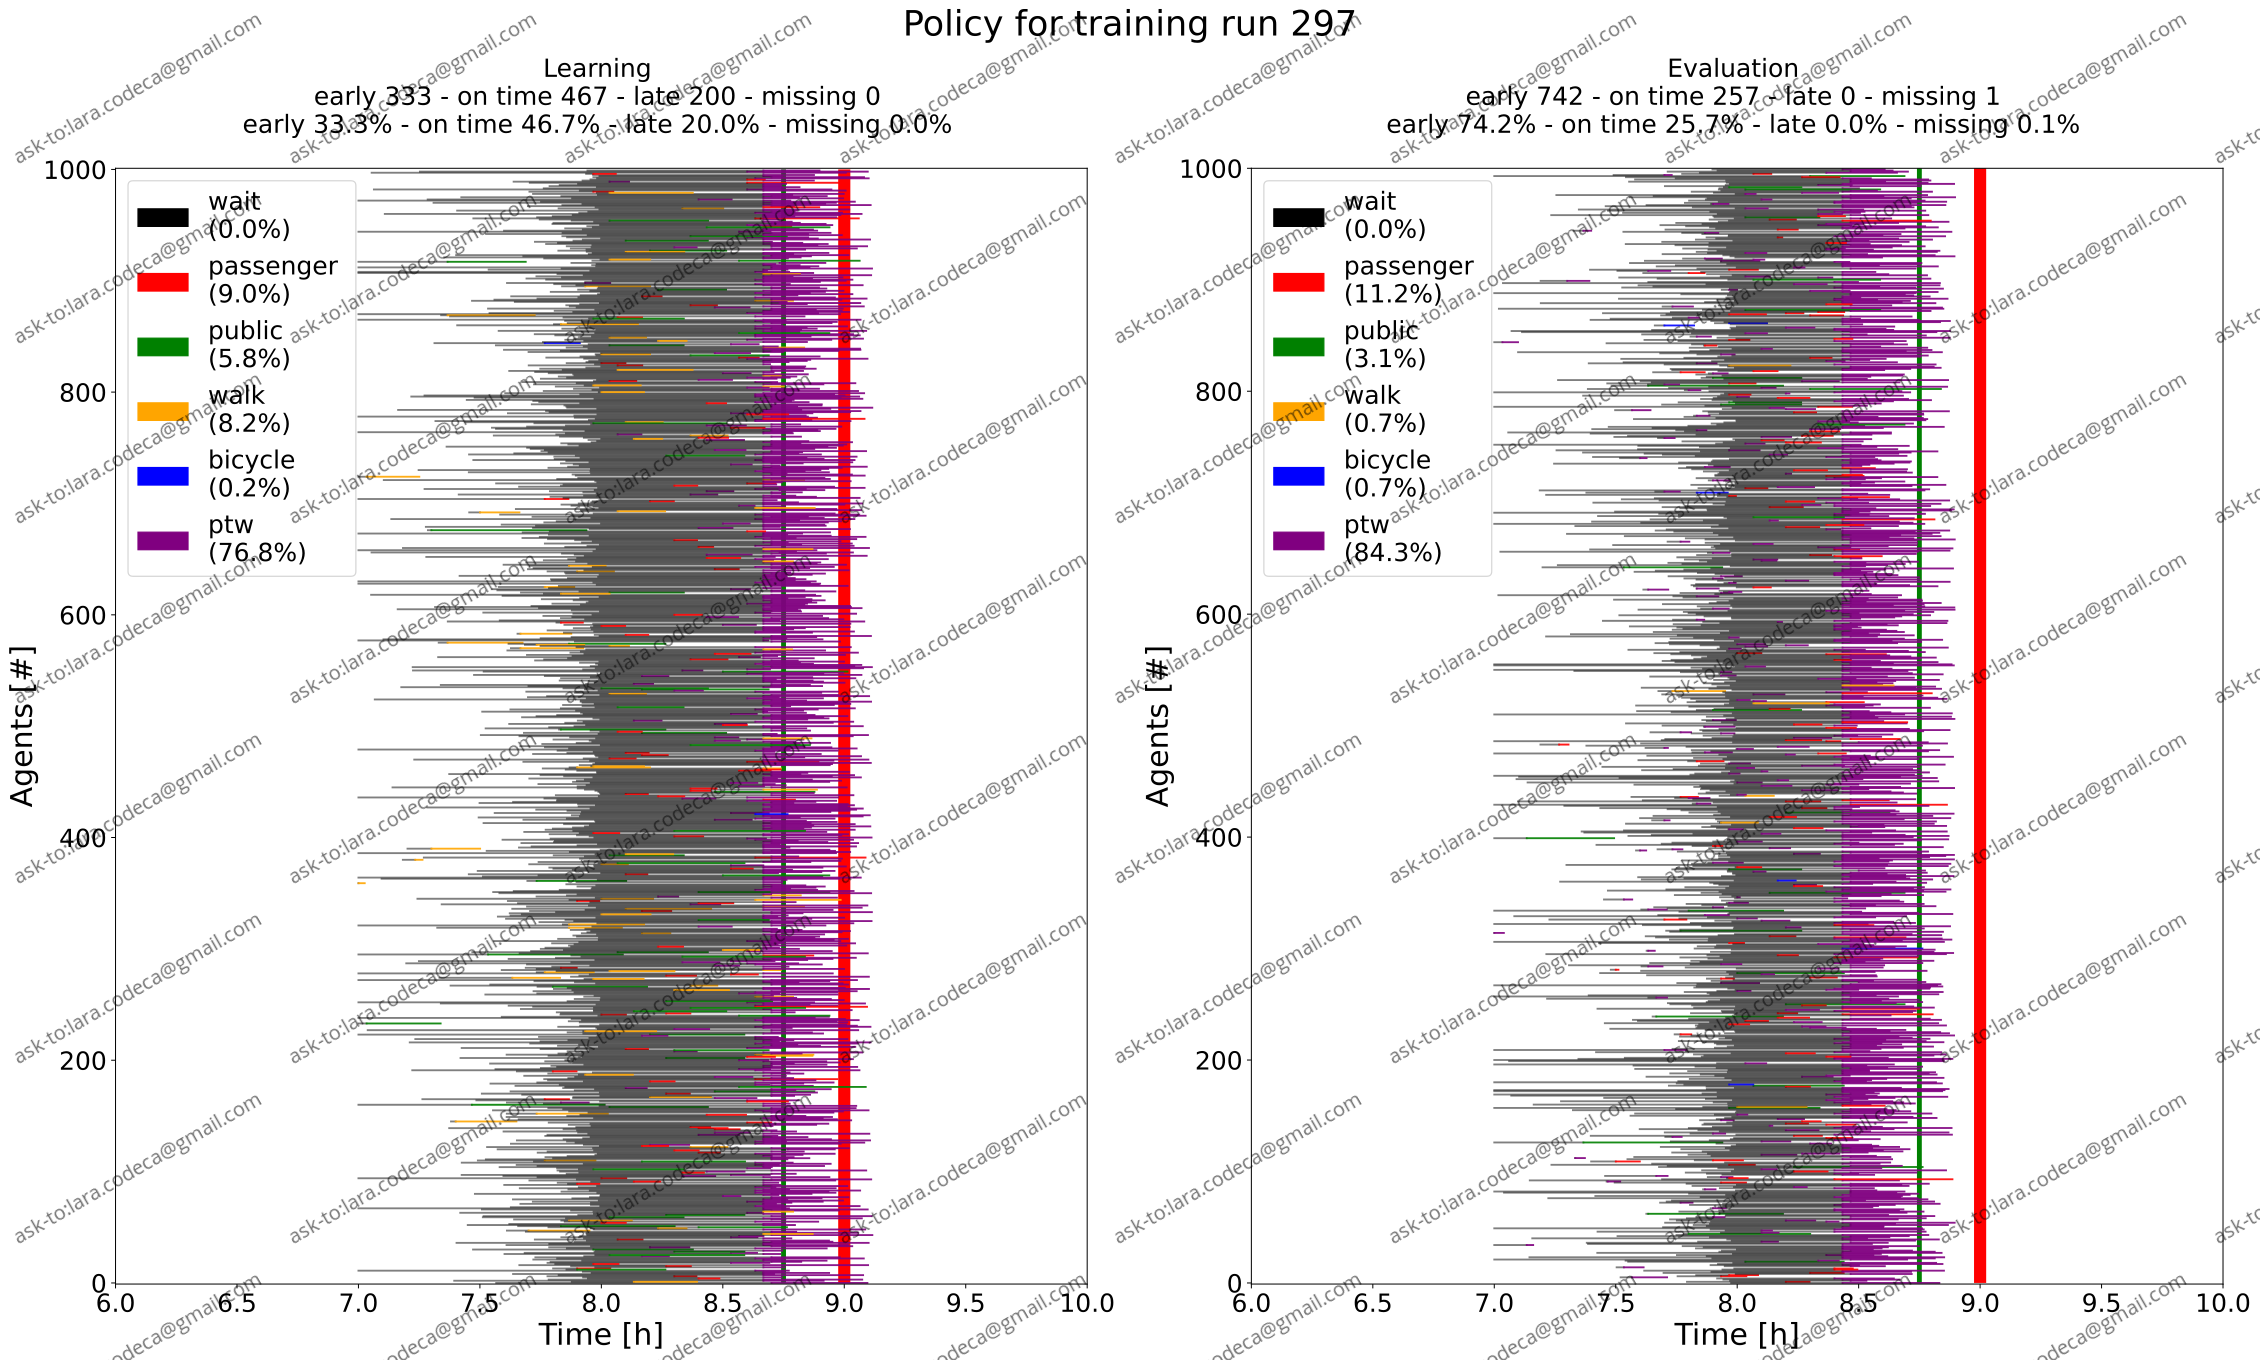 Policy for training run 297
Learning
early 333 - on time 467 - late 200 - missing 0
early 33.3% - on time 46.7% - late 20.0% - missing 0.0%
Agents [#]
1000
800
600
400
200
0
wait
(0.0%)
passenger
(9.0%)
public
(5.8%)
walk
(8.2%)
bicycle
(0.2%)
ptw
(76.8%)
6.0 6.5 7.0 7.5 8.0 8.5 9.0 9.5 10.0
Time [h]
Evaluation
early 742 - on time 257 - late 0 - missing 1
early 74.2% - on time 25.7% - late 0.0% - missing 0.1%
Agents [#]
1000
800
600
400
200
0
wait
(0.0%)
passenger
(11.2%)
public
(3.1%)
walk
(0.7%)
bicycle
(0.7%)
ptw
(84.3%)
6.0 6.5 7.0 7.5 8.0 8.5 9.0 9.5 10.0
Time [h]
ask-to:lara.codeca@gmail.com